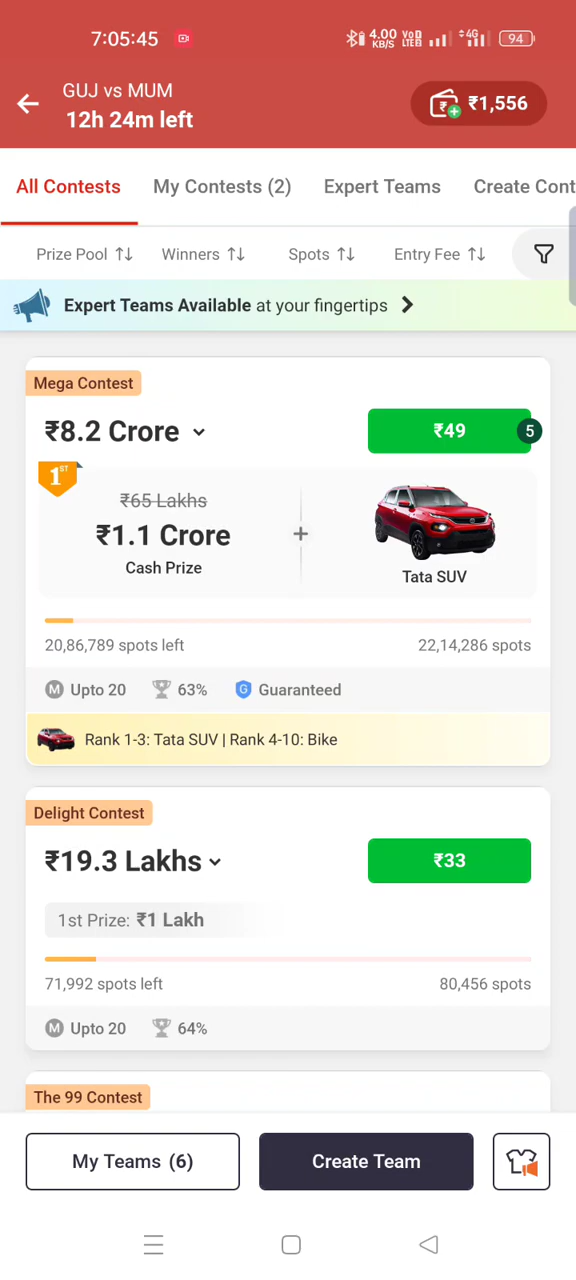 7:05:45
4.00 KB/S VoD LTE 4G 94
GUJ vs MUM
12h 24m left
₹1,556
All Contests My Contests (2) Expert Teams Create Cont
Prize Pool Winners Spots Entry Fee
Expert Teams Available at your fingertips
Mega Contest
₹8.2 Crore ₹49 5
1ST
₹65 Lakhs
₹1.1 Crore +
Cash Prize Tata SUV
20,86,789 spots left 22,14,286 spots
M Upto 20 63% G Guaranteed
Rank 1-3: Tata SUV | Rank 4-10: Bike
Delight Contest
₹19.3 Lakhs ₹33
1st Prize: ₹1 Lakh
71,992 spots left 80,456 spots
M Upto 20 64%
The 99 Contest
My Teams (6) Create Team